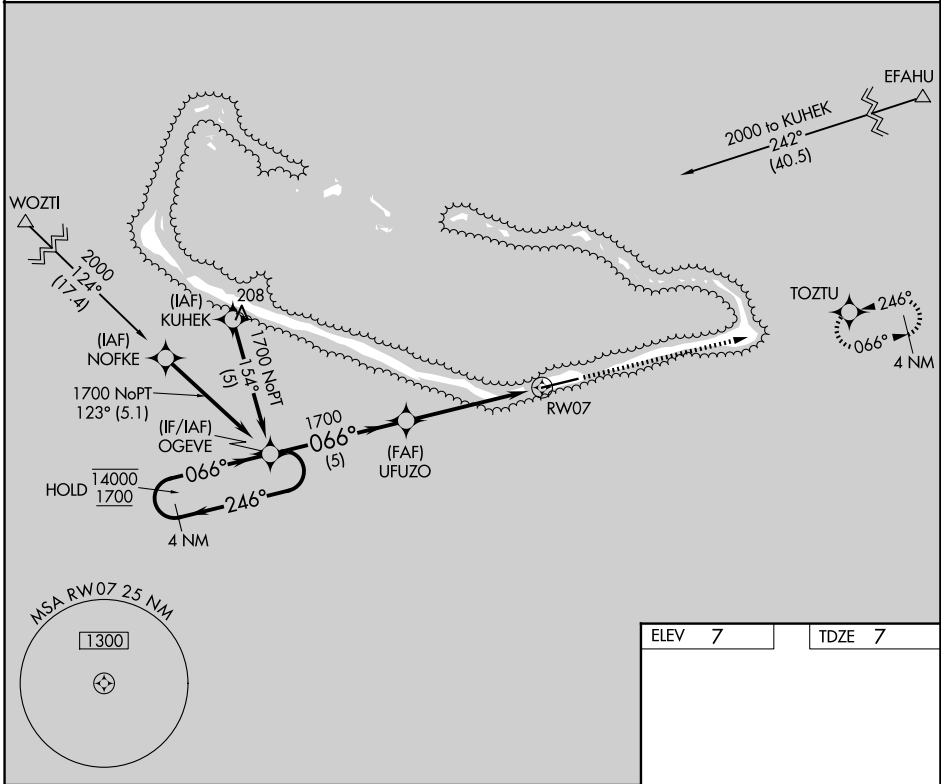 EFAHU
2000 to KUHEK
242°
(40.5)
WOZTI
2000
124°
(17.4)
(IAF)
KUHEK
208
TOZTU
246°
066°
4 NM
(IAF)
NOFKE
1700 NoPT
154°
(5)
1700 NoPT
123° (5.1)
RW07
(IF/IAF)
OGEVE
1700
066°
(5)
(FAF)
UFUZO
066°
HOLD
14000
1700
246°
4 NM
MSA RW07 25 NM
1300
ELEV 7
TDZE 7